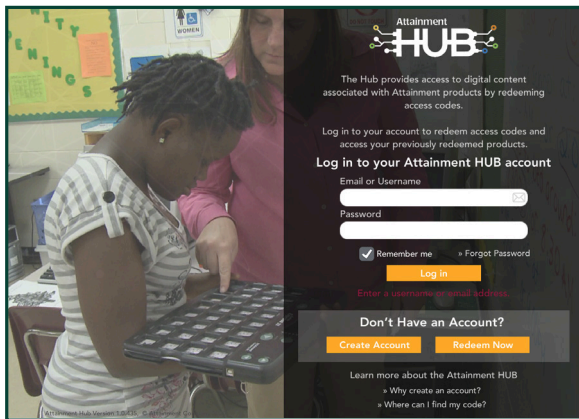 WOMEN
E
N
I
N
G
S
Attainment
HUB
The Hub provides access to digital content
associated with Attainment products by redeeming
access codes.
Log in to your account to redeem access codes and
access your previously redeemed products.
Log in to your Attainment HUB account
Email or Username
Password
Remember me » Forgot Password
Log in
Enter a username or email address.
Don't Have an Account?
Create Account Redeem Now
Learn more about the Attainment HUB
» Why create an account?
» Where can I find my code?
Attainment Hub Version